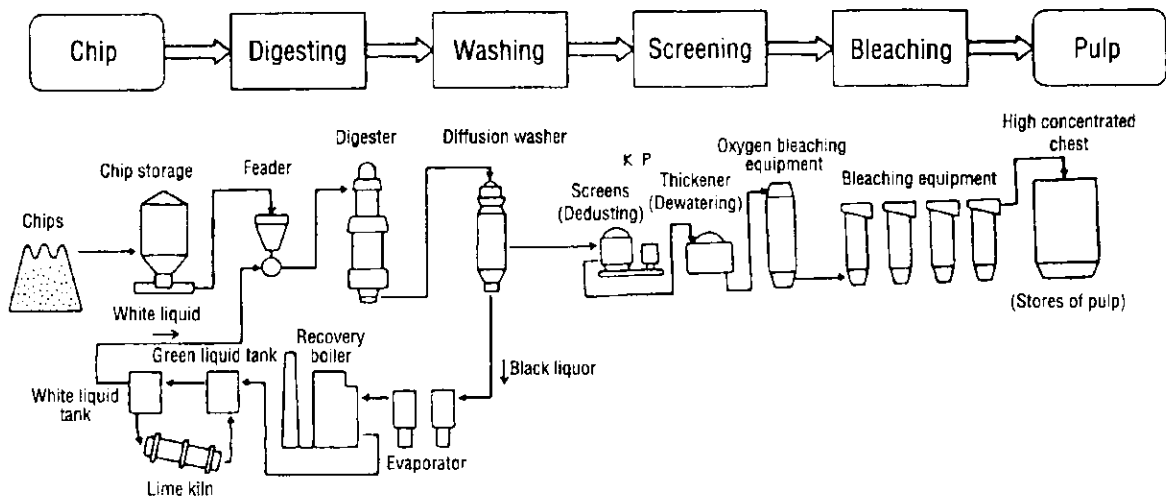 Chip
Digesting
Washing
Screening
Bleaching
Pulp
Chips
Chip storage
Feader
Digester
Diffusion washer
K P
Screens
(Dedusting)
Thickener
(Dewatering)
Oxygen bleaching
equipment
Bleaching equipment
High concentrated
chest
(Stores of pulp)
White liquid
Green liquid tank
Recovery
boiler
Black liquor
White liquid
tank
Evaporator
Lime kiln